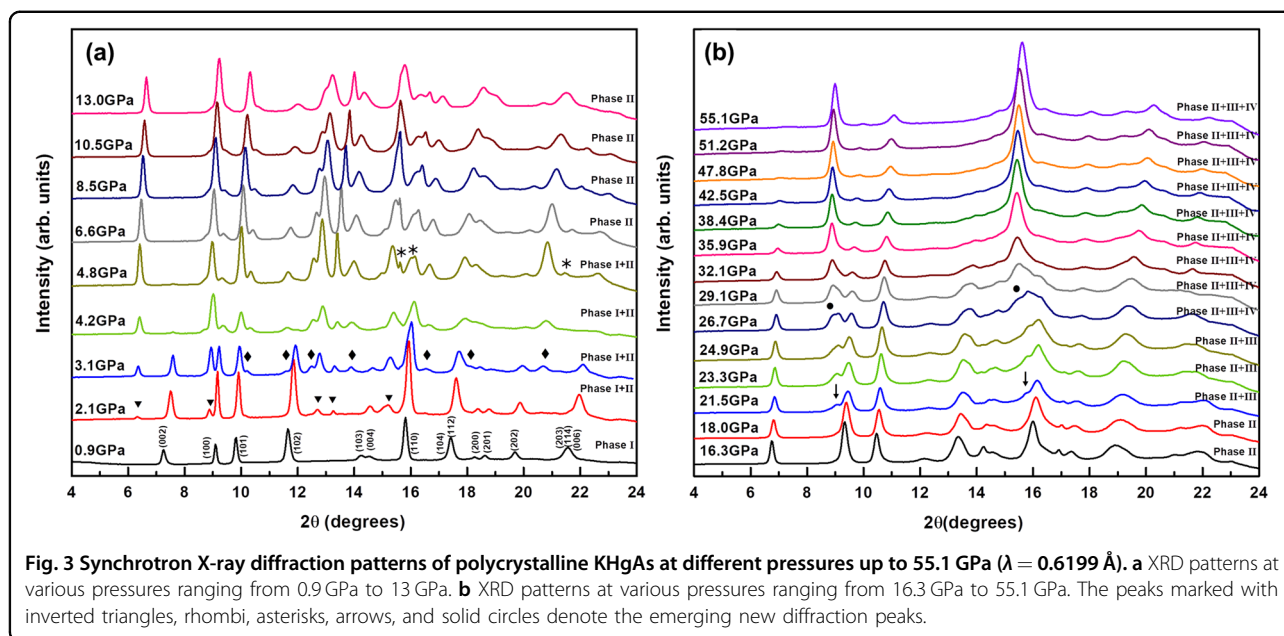 (a)
Intensity (arb. units)
13.0GPa
Phase II
10.5GPa
Phase II
8.5GPa
Phase II
6.6GPa
Phase II
4.8GPa
* *
*
Phase I+II
4.2GPa
Phase I+II
3.1GPa
Phase I+II
2.1GPa
Phase I+II
0.9GPa
(002)
(100)
(101)
(102)
(103)
(004)
(110)
(104)
(112)
(200)
(201)
(202)
(203)
(114)
(006)
Phase I
4 6 8 10 12 14 16 18 20 22 24
2θ (degrees)
(b)
Intensity (arb. units)
55.1GPa
Phase II+III+IV
51.2GPa
Phase II+III+IV
47.8GPa
Phase II+III+IV
42.5GPa
Phase II+III+IV
38.4GPa
Phase II+III+IV
35.9GPa
Phase II+III+IV
32.1GPa
Phase II+III+IV
29.1GPa
Phase II+III+IV
26.7GPa
Phase II+III+IV
24.9GPa
Phase II+III
23.3GPa
Phase II+III
21.5GPa
Phase II+III
18.0GPa
Phase II
16.3GPa
Phase II
4 6 8 10 12 14 16 18 20 22 24
2θ(degrees)
Fig. 3 Synchrotron X-ray diffraction patterns of polycrystalline KHgAs at different pressures up to 55.1 GPa (λ = 0.6199 Å). a XRD patterns at
various pressures ranging from 0.9 GPa to 13 GPa. b XRD patterns at various pressures ranging from 16.3 GPa to 55.1 GPa. The peaks marked with
inverted triangles, rhombi, asterisks, arrows, and solid circles denote the emerging new diffraction peaks.